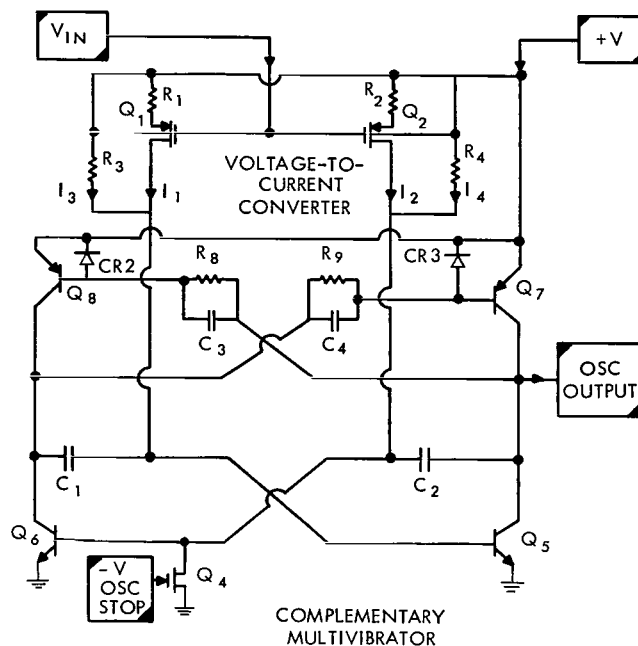 V_IN
+V
R_1
R_2
Q_1
Q_2
R_3
R_4
VOLTAGE-TO-
CURRENT
CONVERTER
I_3
I_1
I_2
I_4
CR2
R_8
R_9
CR3
Q_8
Q_7
C_3
C_4
OSC
OUTPUT
C_1
C_2
Q_6
Q_5
-V
OSC
STOP
Q_4
COMPLEMENTARY
MULTIVIBRATOR